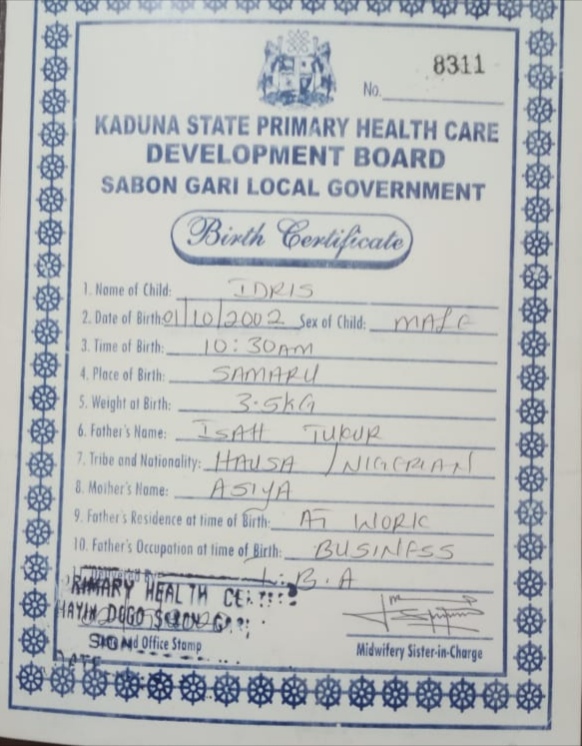 8311
No.
KADUNA STATE PRIMARY HEALTH CARE
DEVELOPMENT BOARD
SABON GARI LOCAL GOVERNMENT
Birth Certificate
1. Name of Child: IDRIS
2. Date of Birth 01/10/2002 Sex of Child: MALE
3. Time of Birth: 10:30AM
4. Place of Birth: SAMARU
5. Weight at Birth: 3.5KG
6. Father's Name: ISAH TUKUR
7. Tribe and Nationality: HAUSA / NIGERIAN
8. Mother's Name: ASIYA
9. Father's Residence at time of Birth: AT WORK
10. Father's Occupation at time of Birth: BUSINESS
I.B.A
RIMARY HEALTH
HAYIN DOGO
SIGN d Office Stamp
Midwifery Sister-in-Charge
DATE